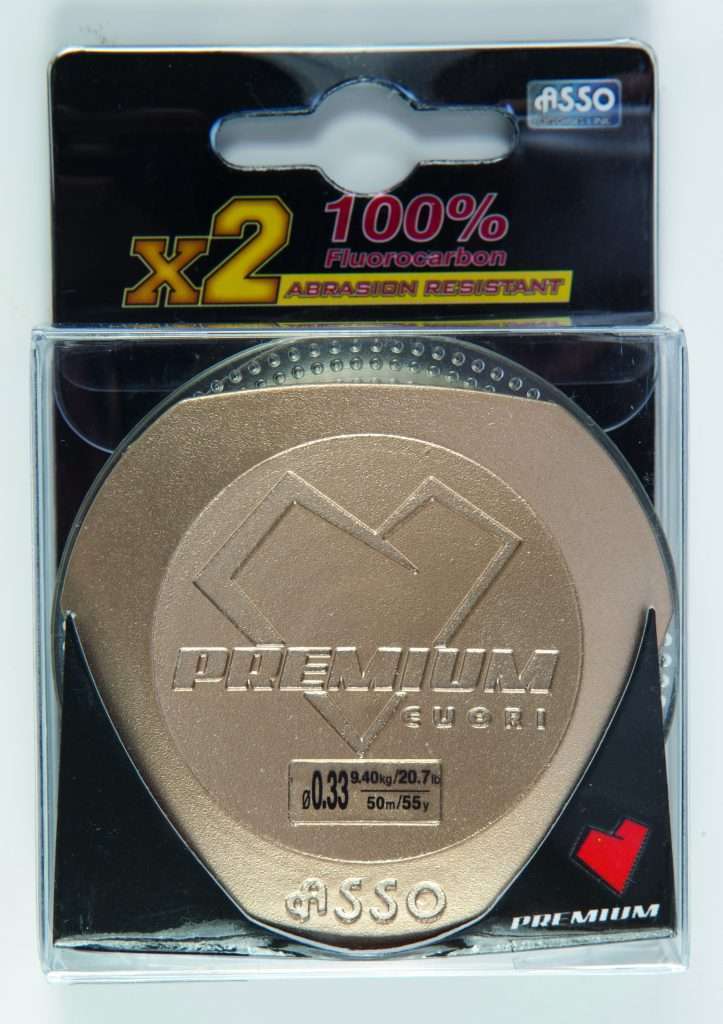 ASSO
x2
100%
Fluorocarbon
ABRASION RESISTANT
PREMIUM
CUORI
ø0.33 9.40kg/20.7lb
50m/55y
ASSO
PREMIUM